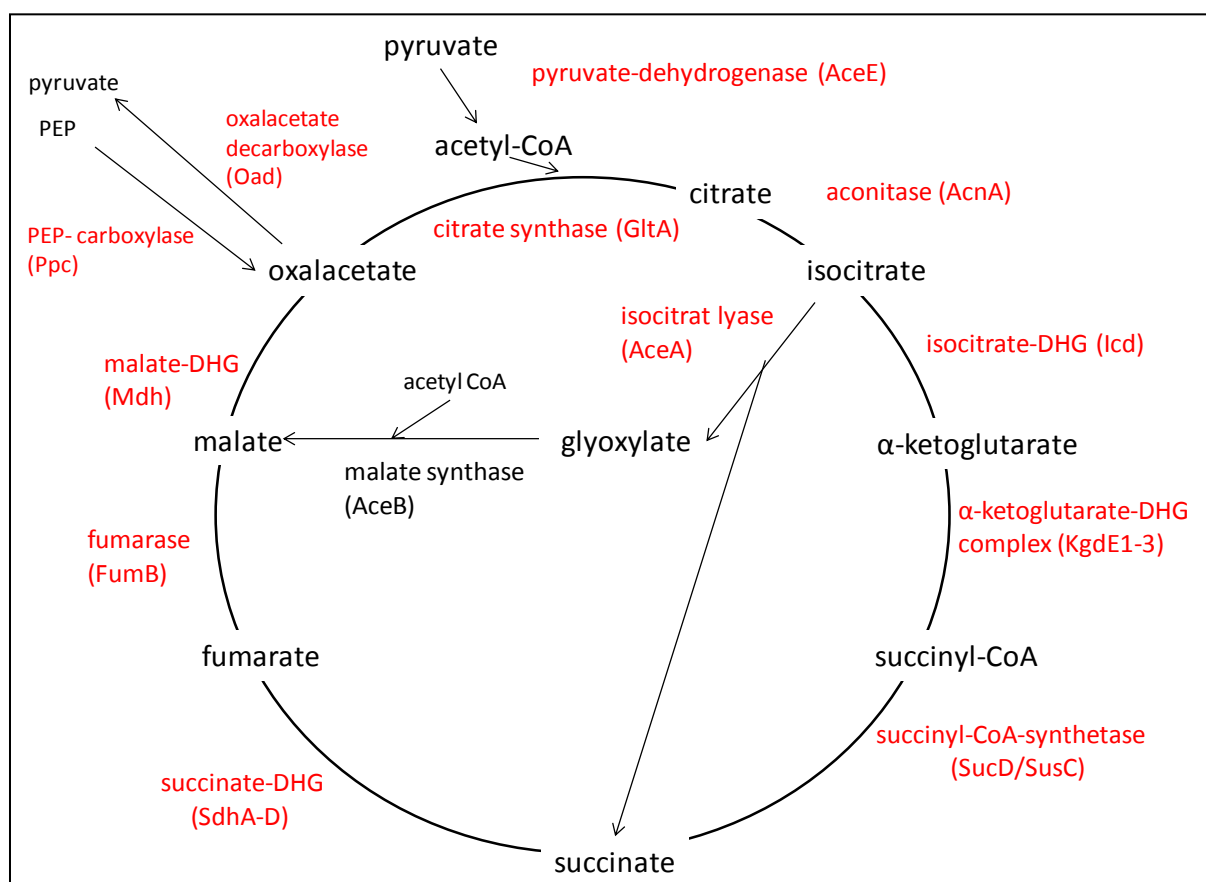 pyruvate
pyruvate-dehydrogenase (AceE)
pyruvate
PEP
oxalacetate
decarboxylase
(Oad)
acetyl-CoA
citrate
aconitase (AcnA)
citrate synthase (GltA)
PEP- carboxylase
(Ppc)
oxalacetate
isocitrate
isocitrat lyase
(AceA)
isocitrate-DHG (Icd)
malate-DHG
(Mdh)
acetyl CoA
malate
glyoxylate
α-ketoglutarate
malate synthase
(AceB)
α-ketoglutarate-DHG
complex (KgdE1-3)
fumarase
(FumB)
fumarate
succinyl-CoA
succinyl-CoA-synthetase
(SucD/SusC)
succinate-DHG
(SdhA-D)
succinate